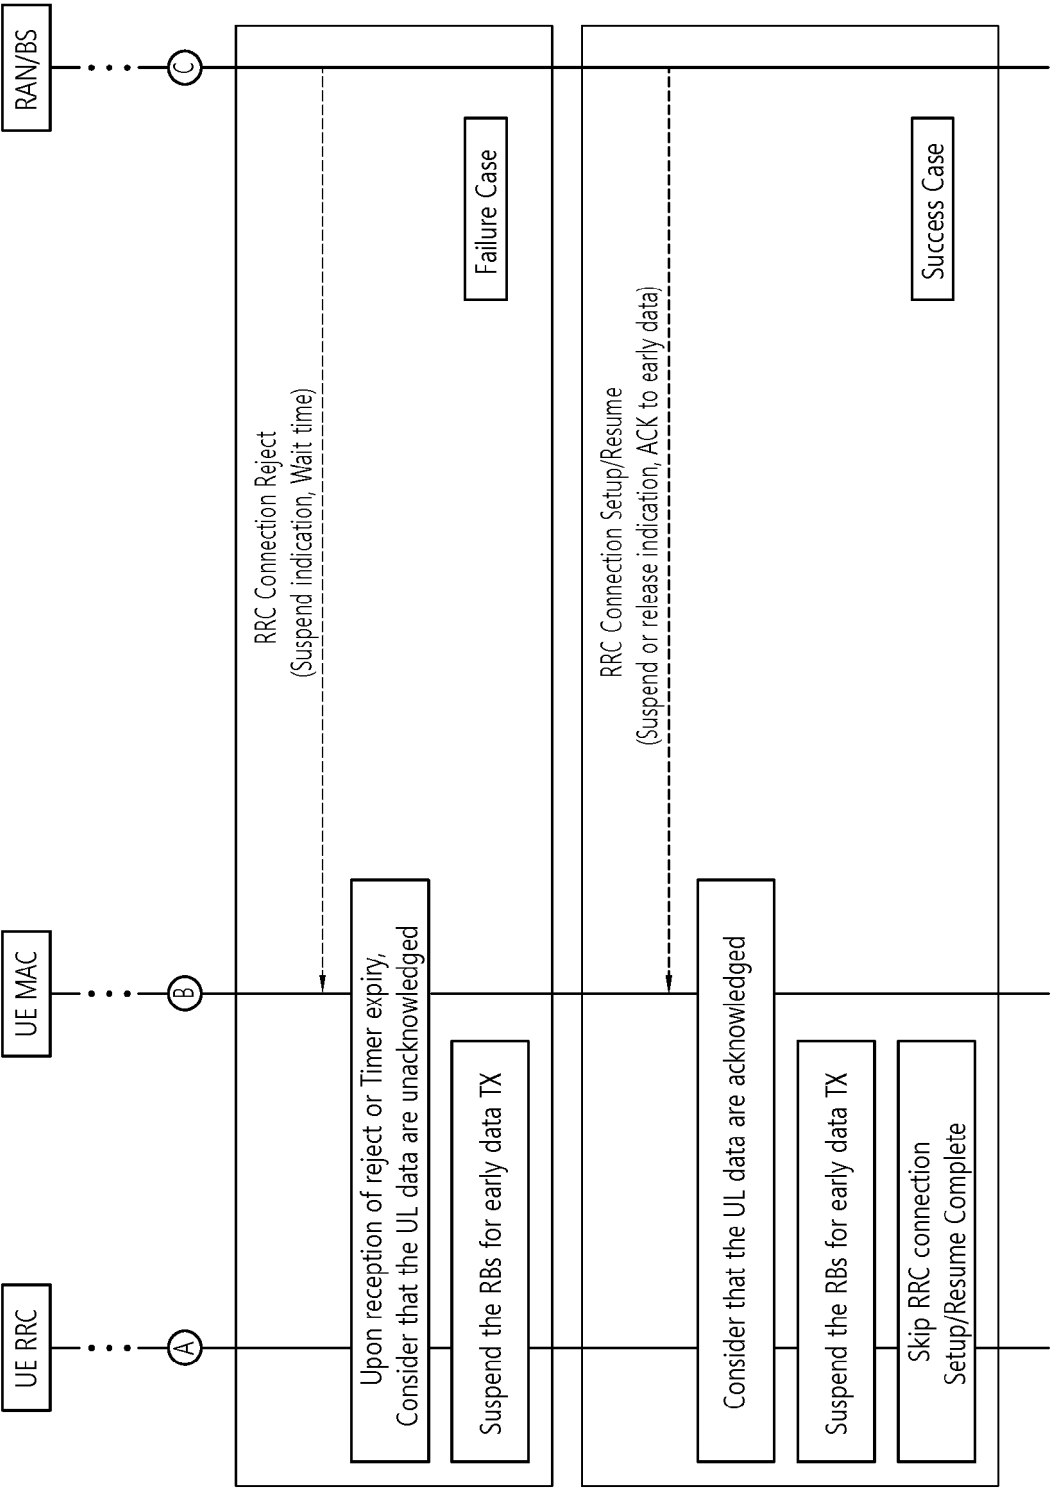 UE RRC
UE MAC
RAN/BS
A
B
C
RRC Connection Reject
(Suspend indication, Wait time)
Upon reception of reject or Timer expiry,
Consider that the UL data are unacknowledged
Suspend the RBs for early data TX
Failure Case
RRC Connection Setup/Resume
(Suspend or release indication, ACK to early data)
Consider that the UL data are acknowledged
Suspend the RBs for early data TX
Skip RRC connection
Setup/Resume Complete
Success Case